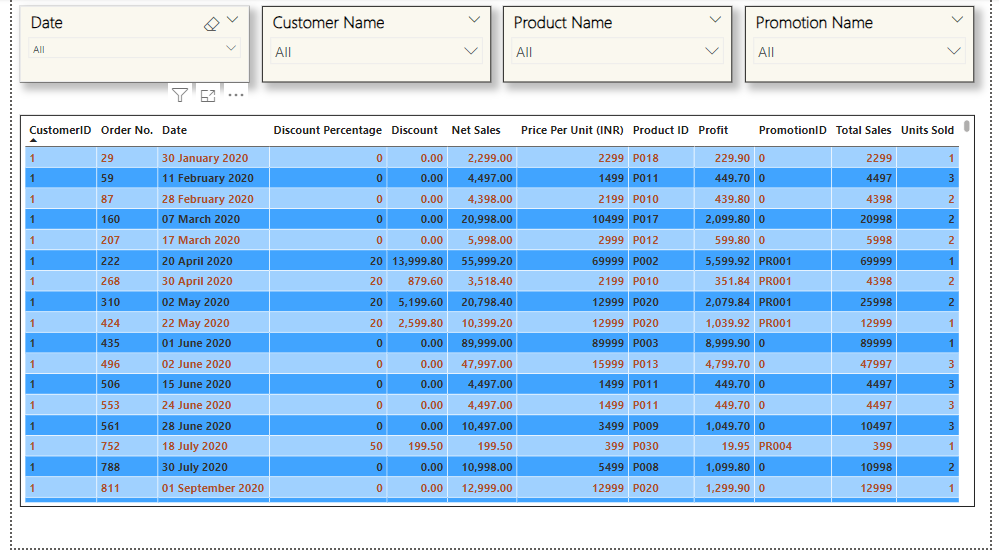 Date Customer Name Product Name Promotion Name
All All All All
CustomerID Order No. Date Discount Percentage Discount Net Sales Price Per Unit (INR) Product ID Profit PromotionID Total Sales Units Sold
1 29 30 January 2020 0 0.00 2,299.00 2299 P018 229.90 0 2299 1
1 59 11 February 2020 0 0.00 4,497.00 1499 P011 449.70 0 4497 3
1 87 28 February 2020 0 0.00 4,398.00 2199 P010 439.80 0 4398 2
1 160 07 March 2020 0 0.00 20,998.00 10499 P017 2,099.80 0 20998 2
1 207 17 March 2020 0 0.00 5,998.00 2999 P012 599.80 0 5998 2
1 222 20 April 2020 20 13,999.80 55,999.20 69999 P002 5,599.92 PR001 69999 1
1 268 30 April 2020 20 879.60 3,518.40 2199 P010 351.84 PR001 4398 2
1 310 02 May 2020 20 5,199.60 20,798.40 12999 P020 2,079.84 PR001 25998 2
1 424 22 May 2020 20 2,599.80 10,399.20 12999 P020 1,039.92 PR001 12999 1
1 435 01 June 2020 0 0.00 89,999.00 89999 P003 8,999.90 0 89999 1
1 496 02 June 2020 0 0.00 47,997.00 15999 P013 4,799.70 0 47997 3
1 506 15 June 2020 0 0.00 4,497.00 1499 P011 449.70 0 4497 3
1 553 24 June 2020 0 0.00 4,497.00 1499 P011 449.70 0 4497 3
1 561 28 June 2020 0 0.00 10,497.00 3499 P009 1,049.70 0 10497 3
1 752 18 July 2020 50 199.50 199.50 399 P030 19.95 PR004 399 1
1 788 30 July 2020 0 0.00 10,998.00 5499 P008 1,099.80 0 10998 2
1 811 01 September 2020 0 0.00 12,999.00 12999 P020 1,299.90 0 12999 1